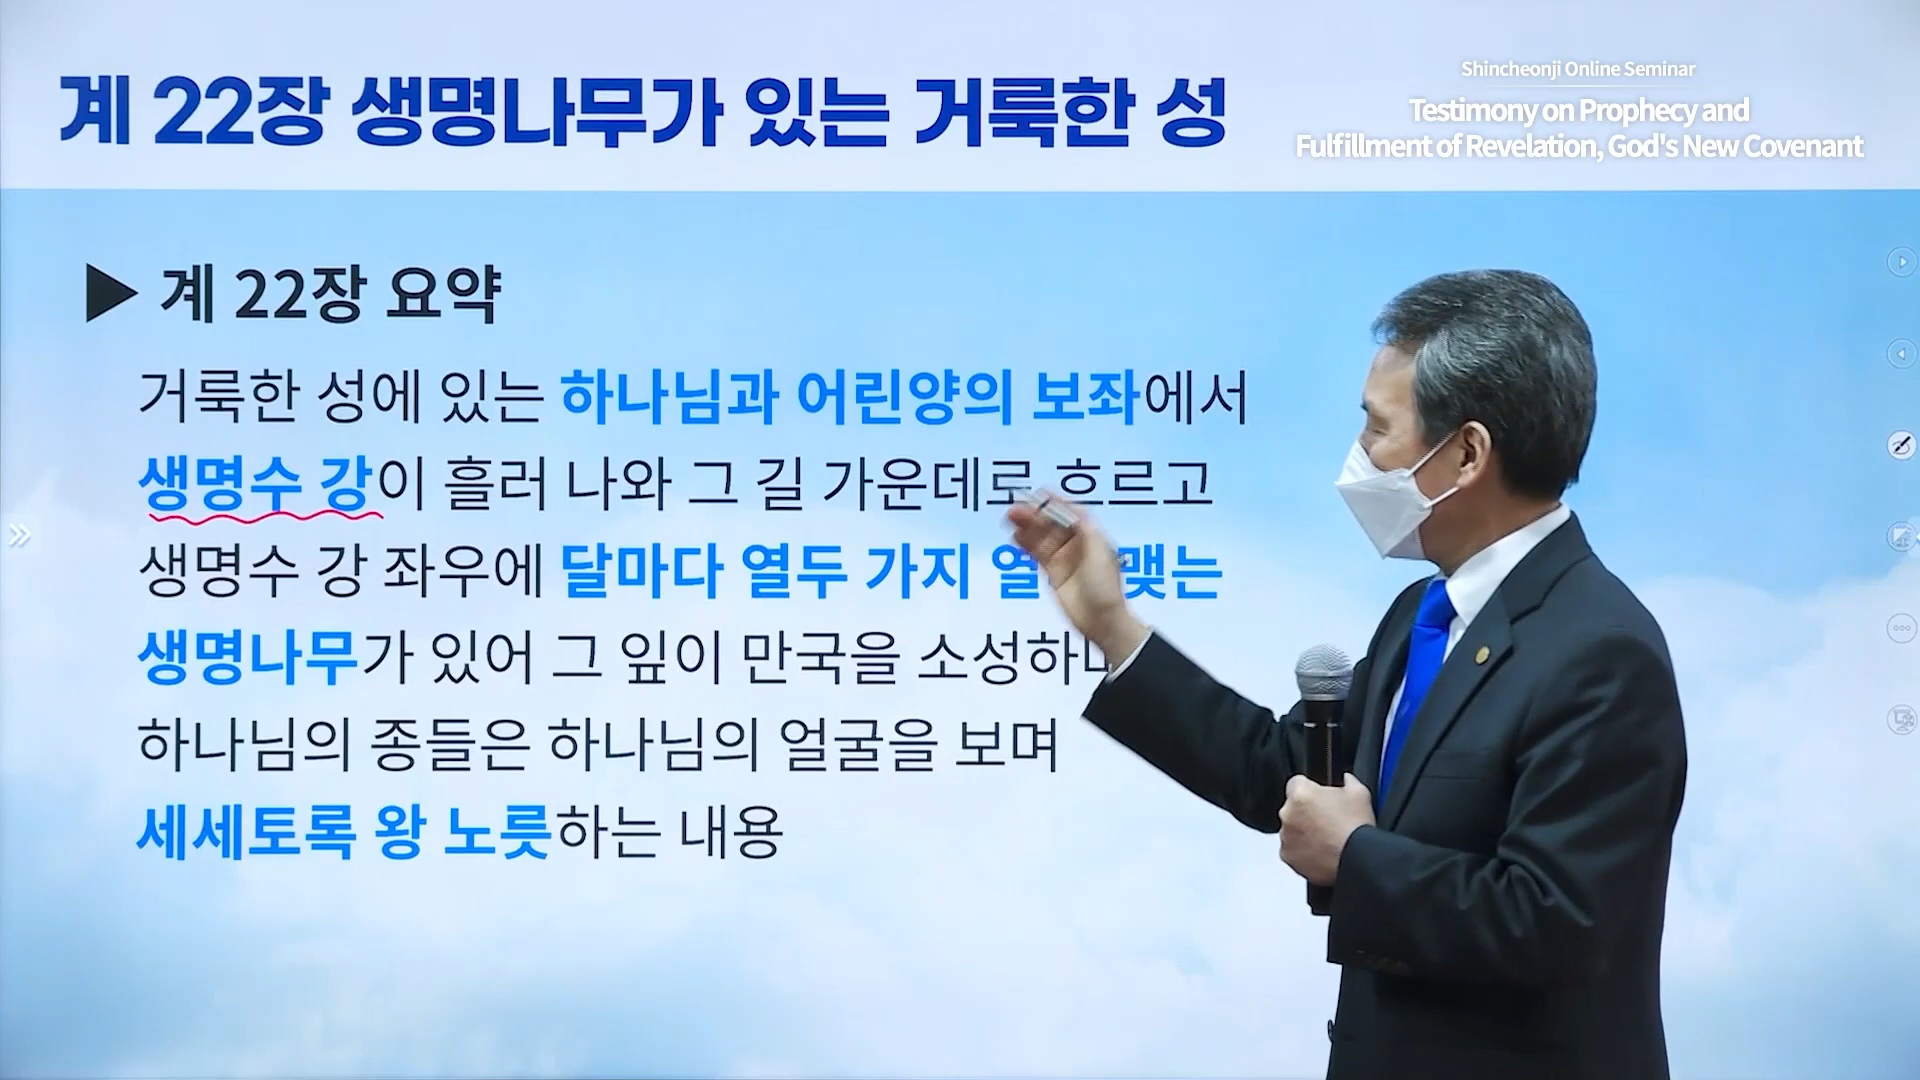 계 22장 생명나무가 있는 거룩한 성
Shincheonji Online Seminar
Testimony on Prophecy and
Fulfillment of Revelation, God's New Covenant
▶ 계 22장 요약
거룩한 성에 있는 하나님과 어린양의 보좌에서
생명수 강이 흘러 나와 그 길 가운데로 흐르고
생명수 강 좌우에 달마다 열두 가지 맺는
생명나무가 있어 그 잎이 만국을
하나님의 종들은 하나님의 얼굴을 보며
세세토록 왕 노릇하는 내용